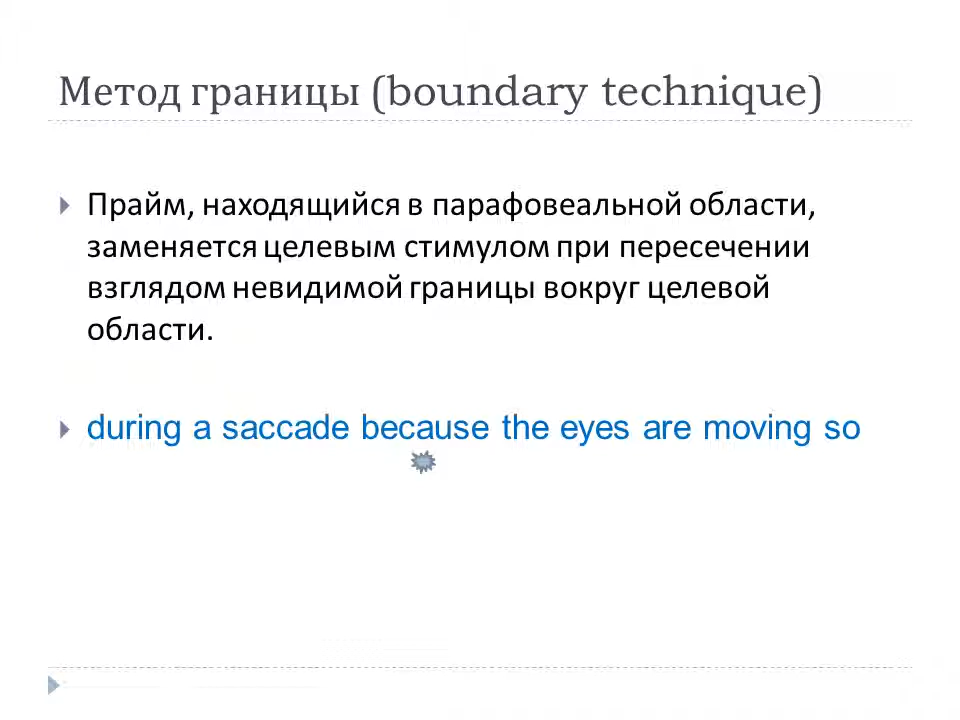 Метод границы (boundary technique)
Прайм, находящийся в парафовеальной области,
заменяется целевым стимулом при пересечении
взглядом невидимой границы вокруг целевой
области.
during a saccade because the eyes are moving so